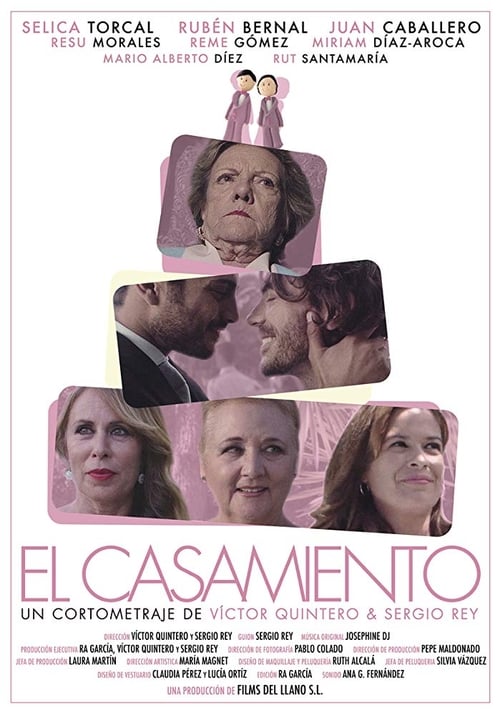 SELICA TORCAL RUBÉN BERNAL JUAN CABALLERO
RESU MORALES REME GÓMEZ MIRIAM DÍAZ-AROCA
MARIO ALBERTO DÍEZ RUT SANTAMARÍA
EL CASAMIENTO
UN CORTOMETRAJE DE VÍCTOR QUINTERO & SERGIO REY
DIRECCIÓN VÍCTOR QUINTERO Y SERGIO REY GUION SERGIO REY MÚSICA ORIGINAL JOSEPHINE DJ
PRODUCCIÓN EJECUTIVA RA GARCÍA, VÍCTOR QUINTERO Y SERGIO REY DIRECCIÓN DE FOTOGRAFÍA PABLO COLADO DIRECCIÓN DE PRODUCCIÓN PEPE MALDONADO
JEFA DE PRODUCCIÓN LAURA MARTÍN DIRECCIÓN ARTISTICA MARÍA MAGNET DISEÑO DE MAQUILLAJE Y PELUQUERÍA RUTH ALCALÁ JEFA DE PELUQUERIA SILVIA VÁZQUEZ
DISEÑO DE VESTUARIO CLAUDIA PÉREZ Y LUCÍA ORTÍZ EDICIÓN RA GARCÍA SONIDO ANA G. FERNÁNDEZ
UNA PRODUCCIÓN DE FILMS DEL LLANO S.L.